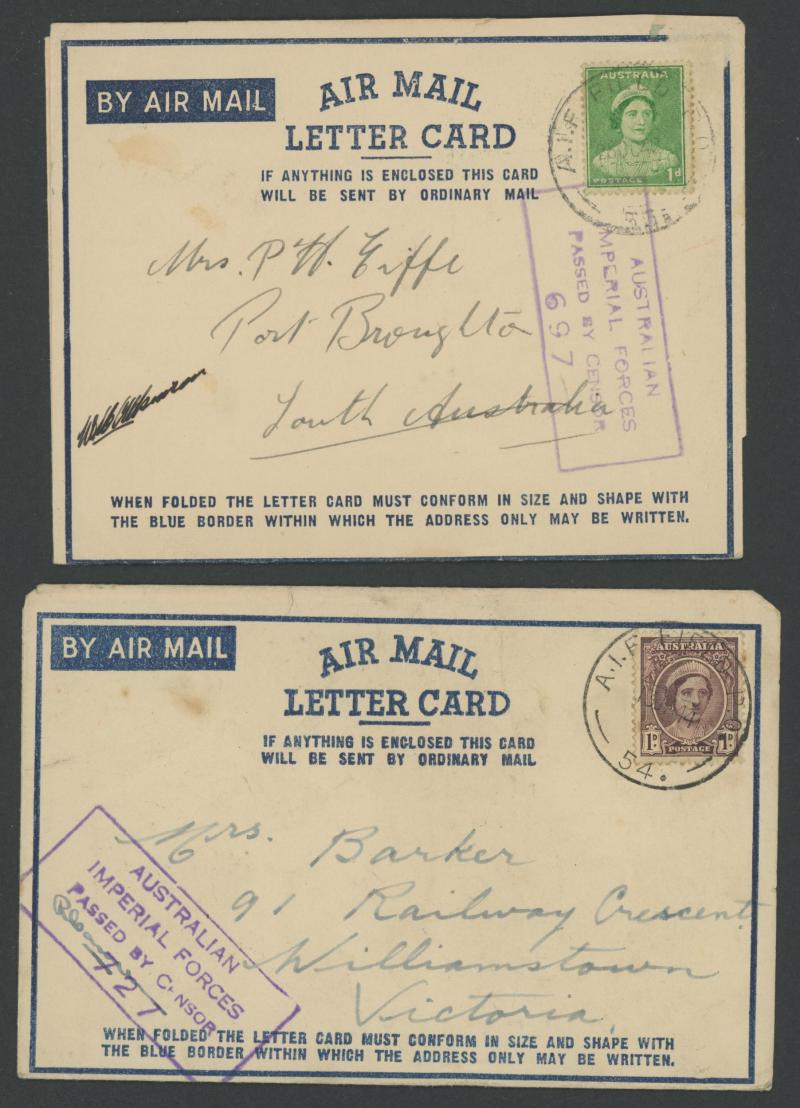 BY AIR MAIL
AIR MAIL
LETTER CARD
IF ANYTHING IS ENCLOSED THIS CARD
WILL BE SENT BY ORDINARY MAIL
AUSTRALIA
POSTAGE 1d
A.I.F. FIELD P.O.
AUSTRALIAN
IMPERIAL FORCES
PASSED BY CENSOR
697
Mrs. P. H. Fiffe
Port Broughton
South Australia
WHEN FOLDED THE LETTER CARD MUST CONFORM IN SIZE AND SHAPE WITH
THE BLUE BORDER WITHIN WHICH THE ADDRESS ONLY MAY BE WRITTEN.
BY AIR MAIL
AIR MAIL
LETTER CARD
IF ANYTHING IS ENCLOSED THIS CARD
WILL BE SENT BY ORDINARY MAIL
AUSTRALIA
1D POSTAGE 1D
A.I.F. FIELD P.O.
54.
Mrs. Barker
91 Railway Crescent
Williamstown
Victoria
AUSTRALIAN
IMPERIAL FORCES
PASSED BY CENSOR
727
WHEN FOLDED THE LETTER CARD MUST CONFORM IN SIZE AND SHAPE WITH
THE BLUE BORDER WITHIN WHICH THE ADDRESS ONLY MAY BE WRITTEN.